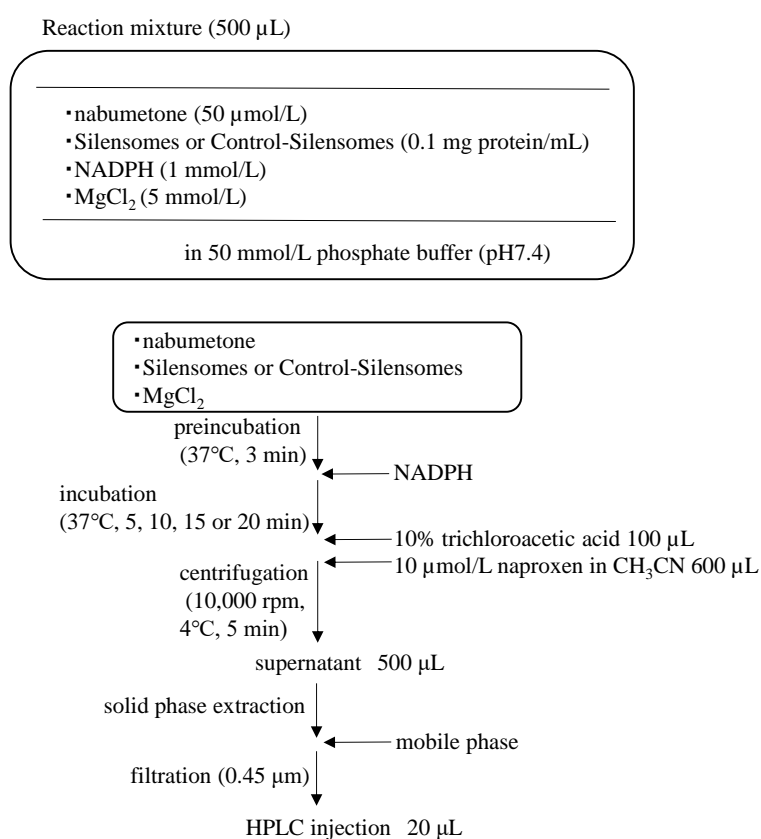 Reaction mixture (500 µL)
・nabumetone (50 µmol/L)
・Silensomes or Control-Silensomes (0.1 mg protein/mL)
・NADPH (1 mmol/L)
・MgCl₂ (5 mmol/L)
in 50 mmol/L phosphate buffer (pH7.4)
・nabumetone
・Silensomes or Control-Silensomes
・MgCl₂
preincubation
(37℃, 3 min)
NADPH
incubation
(37℃, 5, 10, 15 or 20 min)
10% trichloroacetic acid 100 µL
10 µmol/L naproxen in CH₃CN 600 µL
centrifugation
(10,000 rpm,
4℃, 5 min)
supernatant 500 µL
solid phase extraction
mobile phase
filtration (0.45 µm)
HPLC injection 20 µL